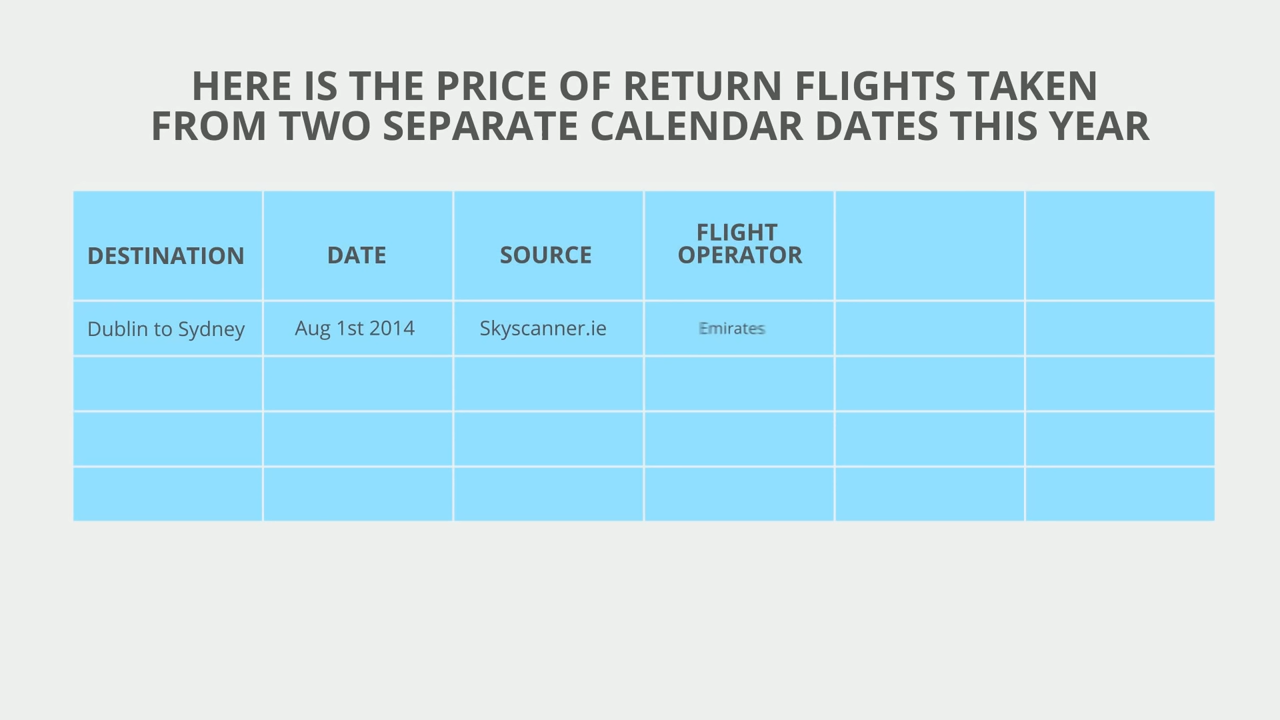 HERE IS THE PRICE OF RETURN FLIGHTS TAKEN
FROM TWO SEPARATE CALENDAR DATES THIS YEAR
DESTINATION DATE SOURCE FLIGHT OPERATOR
Dublin to Sydney Aug 1st 2014 Skyscanner.ie Emirates